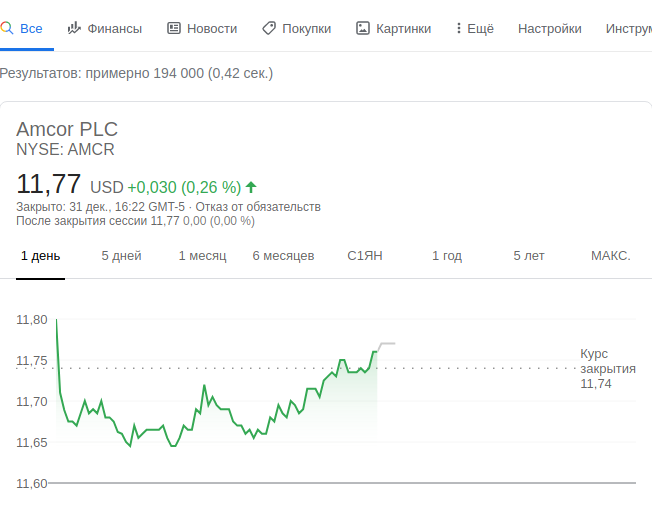 Все Финансы Новости Покупки Картинки Ещё Настройки Инстру
Результатов: примерно 194 000 (0,42 сек.)
Amcor PLC
NYSE: AMCR
11,77 USD +0,030 (0,26 %)
Закрыто: 31 дек., 16:22 GMT-5 · Отказ от обязательств
После закрытия сессии 11,77 0,00 (0,00 %)
1 день 5 дней 1 месяц 6 месяцев С1ЯН 1 год 5 лет МАКС.
11,80
11,75
11,70
11,65
11,60
Курс
закрытия
11,74